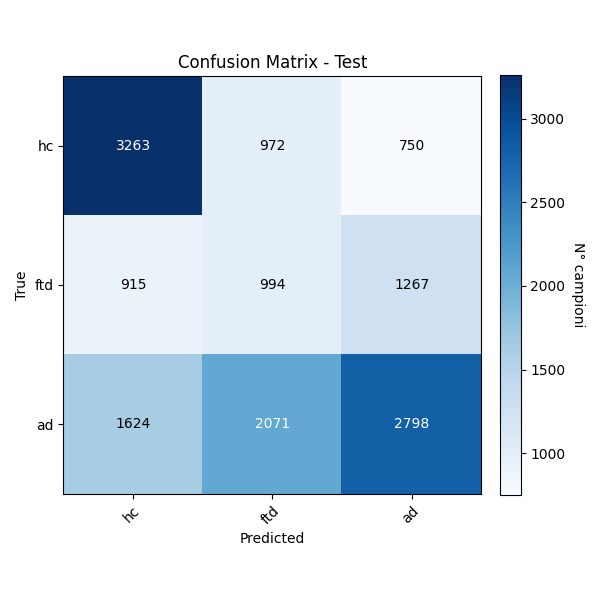 Confusion Matrix - Test
hc 3263 972 750
ftd 915 994 1267
ad 1624 2071 2798
hc ftd ad
Predicted
True
3000
2500
2000
1500
1000
N° campioni